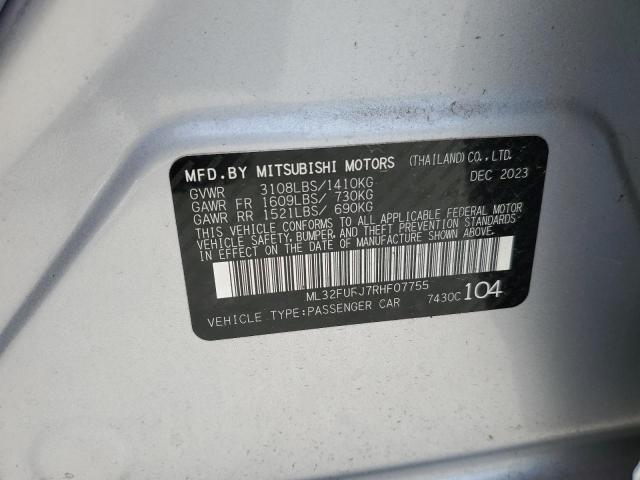 MFD.BY MITSUBISHI MOTORS (THAILAND) CO.,LTD.
GVWR 3108LBS/1410KG DEC 2023
GAWR FR 1609LBS/ 730KG
GAWR RR 1521LBS/ 690KG
THIS VEHICLE CONFORMS TO ALL APPLICABLE FEDERAL MOTOR
VEHICLE SAFETY, BUMPER, AND THEFT PREVENTION STANDARDS
IN EFFECT ON THE DATE OF MANUFACTURE SHOWN ABOVE.
ML32FUFJ7RHF07755
VEHICLE TYPE:PASSENGER CAR 7430C 104